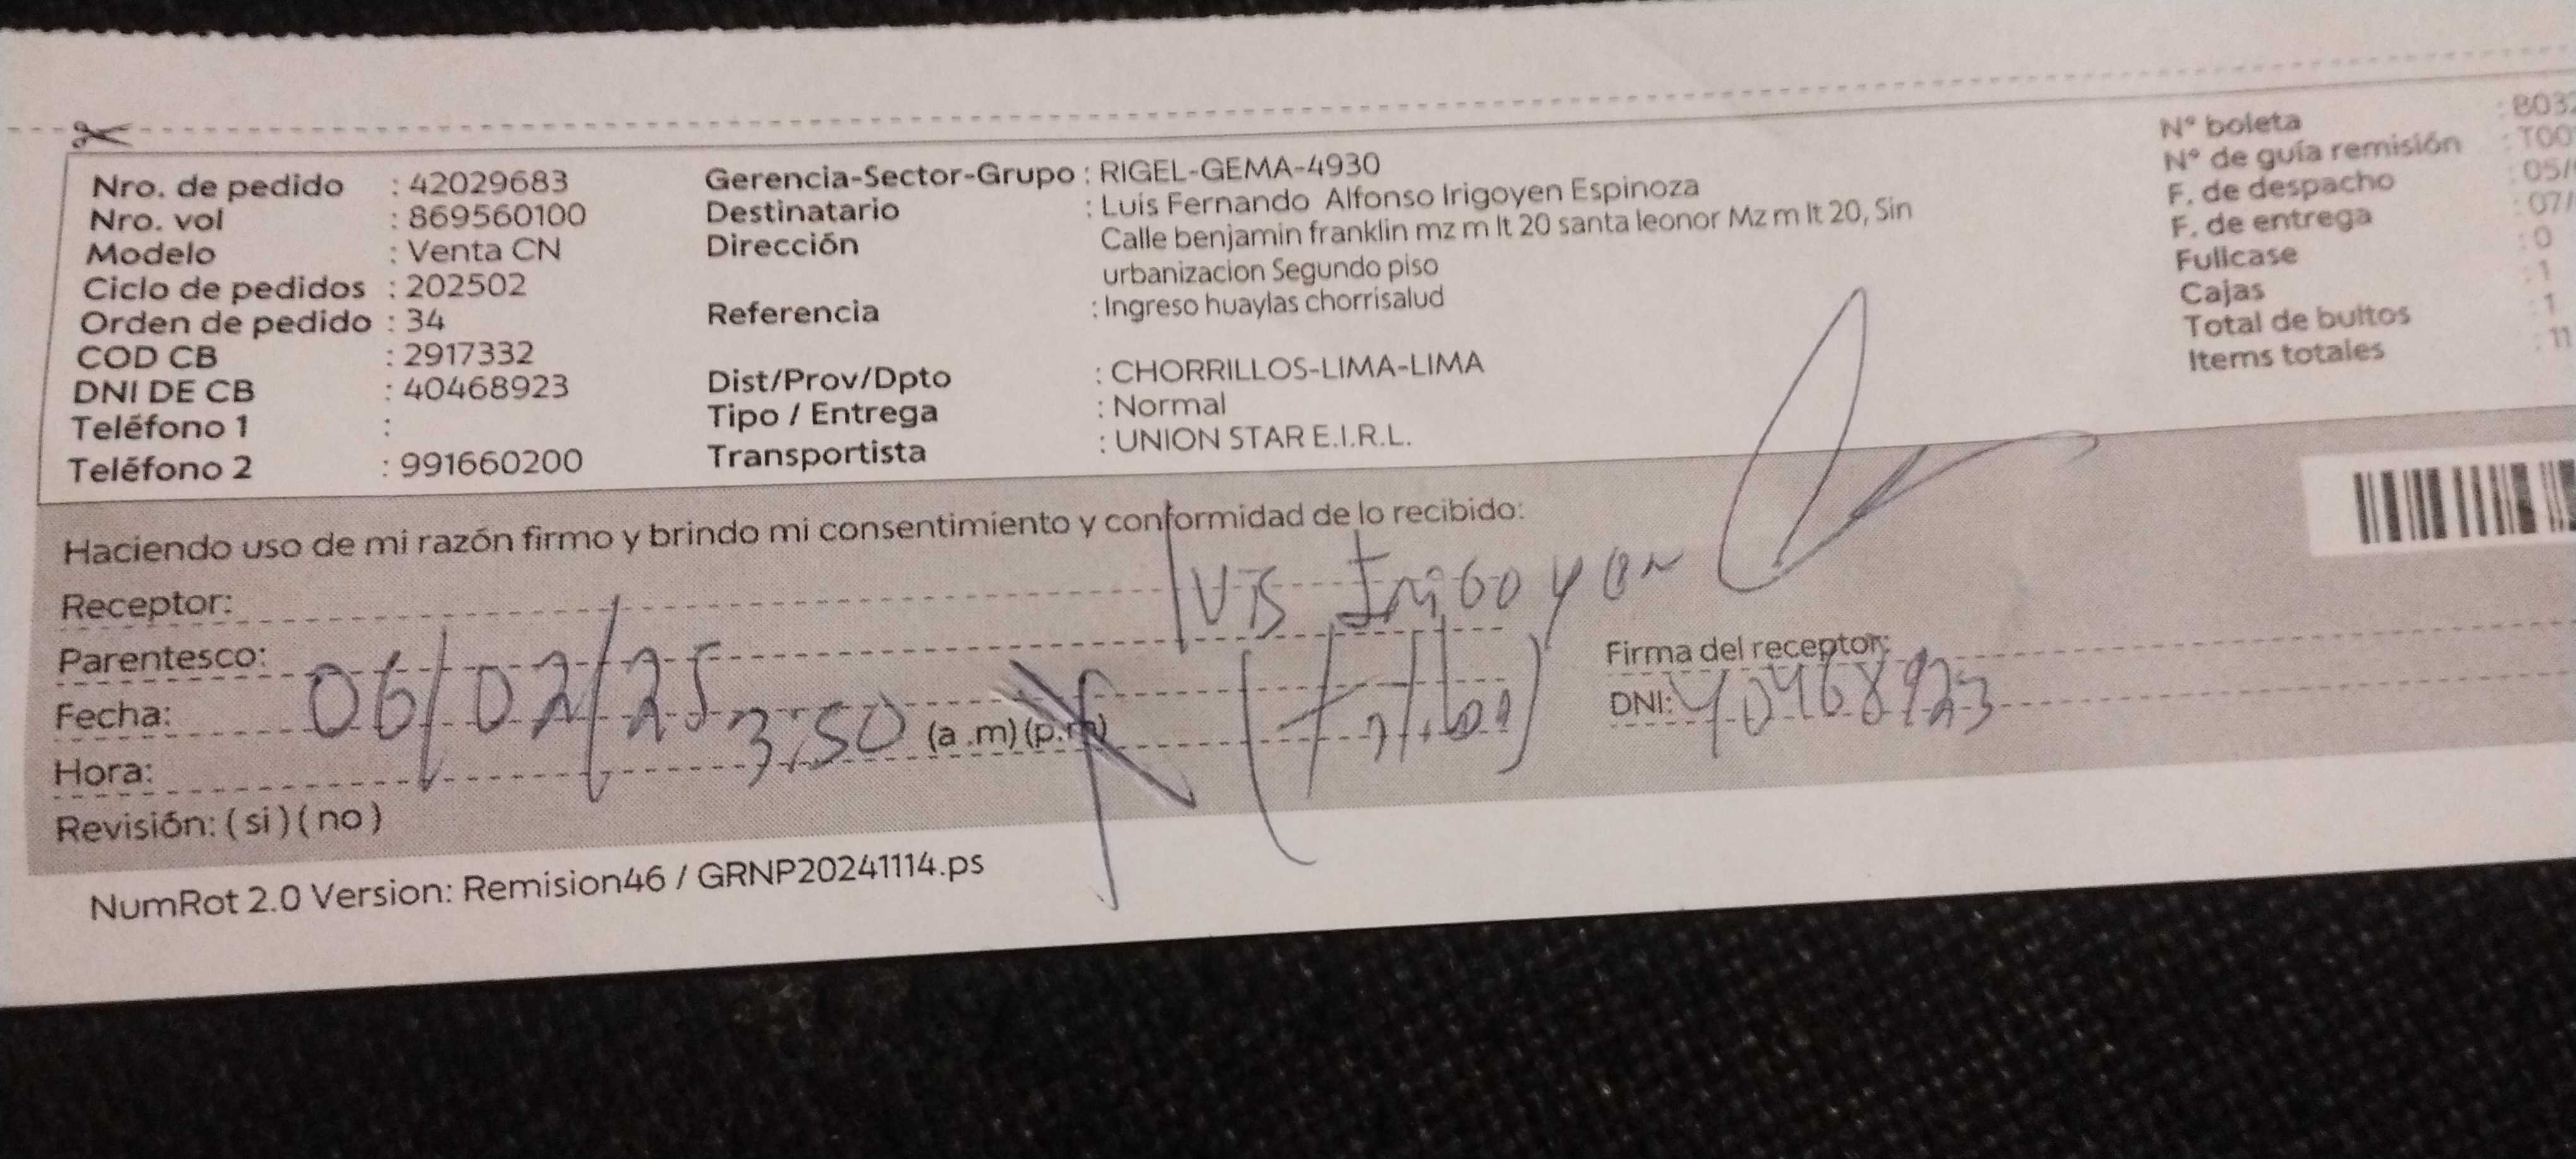 Nro. de pedido : 42029683
Nro. vol : 869560100
Modelo : Venta CN
Ciclo de pedidos : 202502
Orden de pedido : 34
COD CB : 2917332
DNI DE CB : 40468923
Teléfono 1 :
Teléfono 2 : 991660200
Gerencia-Sector-Grupo : RIGEL-GEMA-4930
Destinatario : Luis Fernando Alfonso Irigoyen Espinoza
Dirección Calle benjamin franklin mz m lt 20 santa leonor Mz m lt 20, Sin
urbanizacion Segundo piso
Referencia : Ingreso huaylas chorrisalud
Dist/Prov/Dpto : CHORRILLOS-LIMA-LIMA
Tipo / Entrega : Normal
Transportista : UNION STAR E.I.R.L.
N° boleta : B032
N° de guía remisión : T00
F. de despacho : 05/
F. de entrega : 07/
Fullcase : 0
Cajas : 1
Total de bultos : 1
Items totales : 11
Haciendo uso de mi razón firmo y brindo mi consentimiento y conformidad de lo recibido:
Receptor: Luis Irigoyen
Parentesco:
Fecha: 06/02/25
Hora: 3:50 (a .m) (p.m)
Revisión: ( si ) ( no )
Firma del receptor:
DNI: 40468923
NumRot 2.0 Version: Remision46 / GRNP20241114.ps